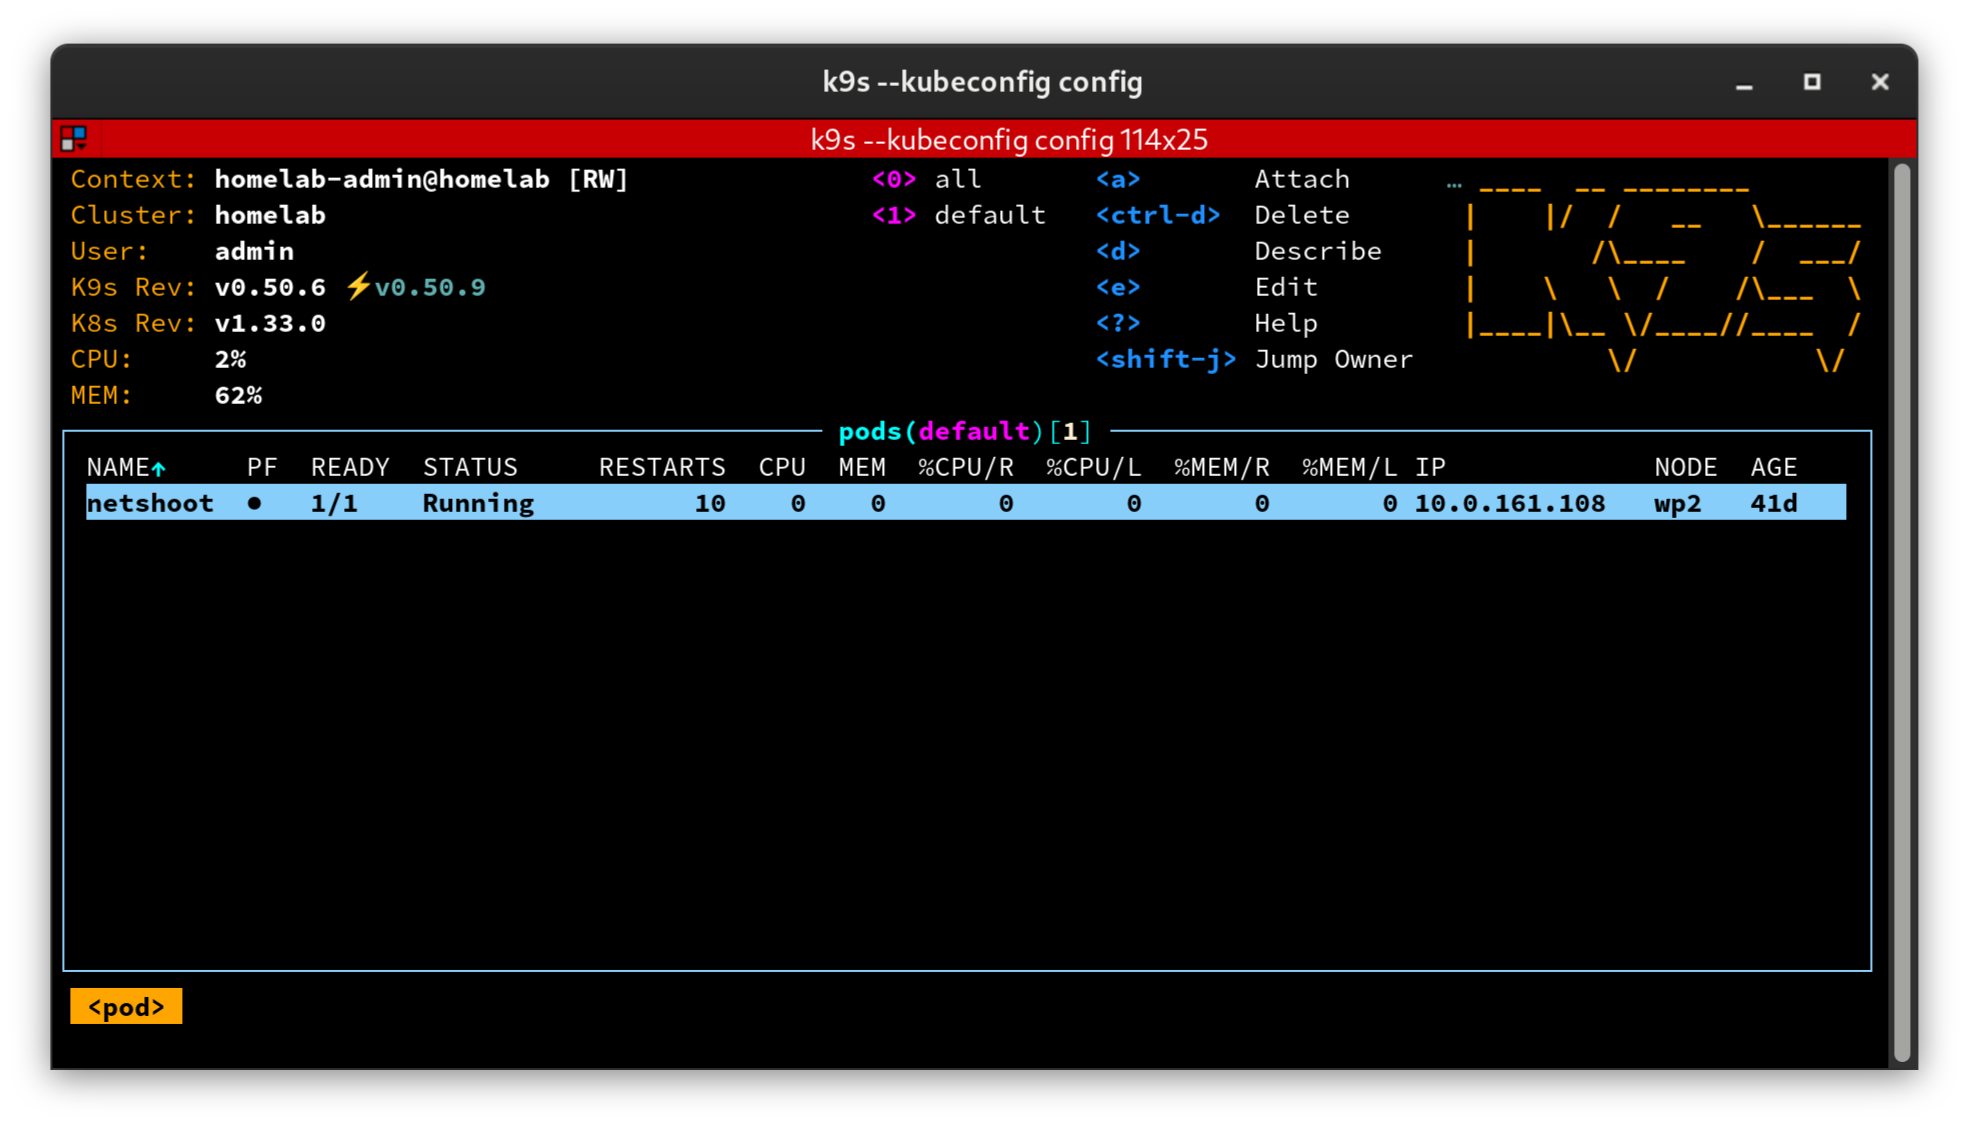 k9s --kubeconfig config
k9s --kubeconfig config 114x25
Context: homelab-admin@homelab [RW] <0> all <a> Attach …
Cluster: homelab <1> default <ctrl-d> Delete
User: admin <d> Describe
K9s Rev: v0.50.6 ⚡v0.50.9 <e> Edit
K8s Rev: v1.33.0 <?> Help
CPU: 2% <shift-j> Jump Owner
MEM: 62%
pods(default)[1]
NAME↑ PF READY STATUS RESTARTS CPU MEM %CPU/R %CPU/L %MEM/R %MEM/L IP NODE AGE
netshoot ● 1/1 Running 10 0 0 0 0 0 0 10.0.161.108 wp2 41d
<pod>